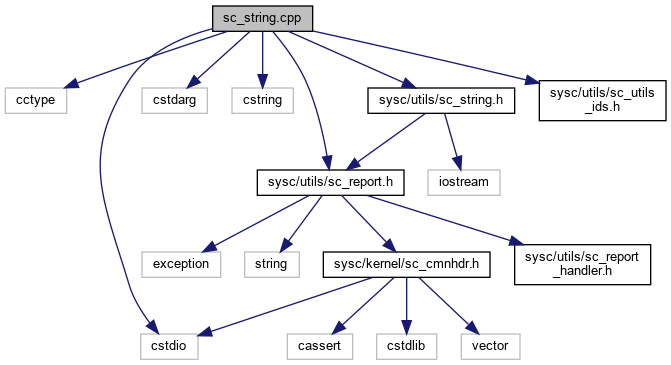 sc_string.cpp
cctype
cstdarg
cstring
sysc/utils/sc_string.h
sysc/utils/sc_utils
_ids.h
sysc/utils/sc_report.h
iostream
exception
string
sysc/kernel/sc_cmnhdr.h
sysc/utils/sc_report
_handler.h
cstdio
cassert
cstdlib
vector